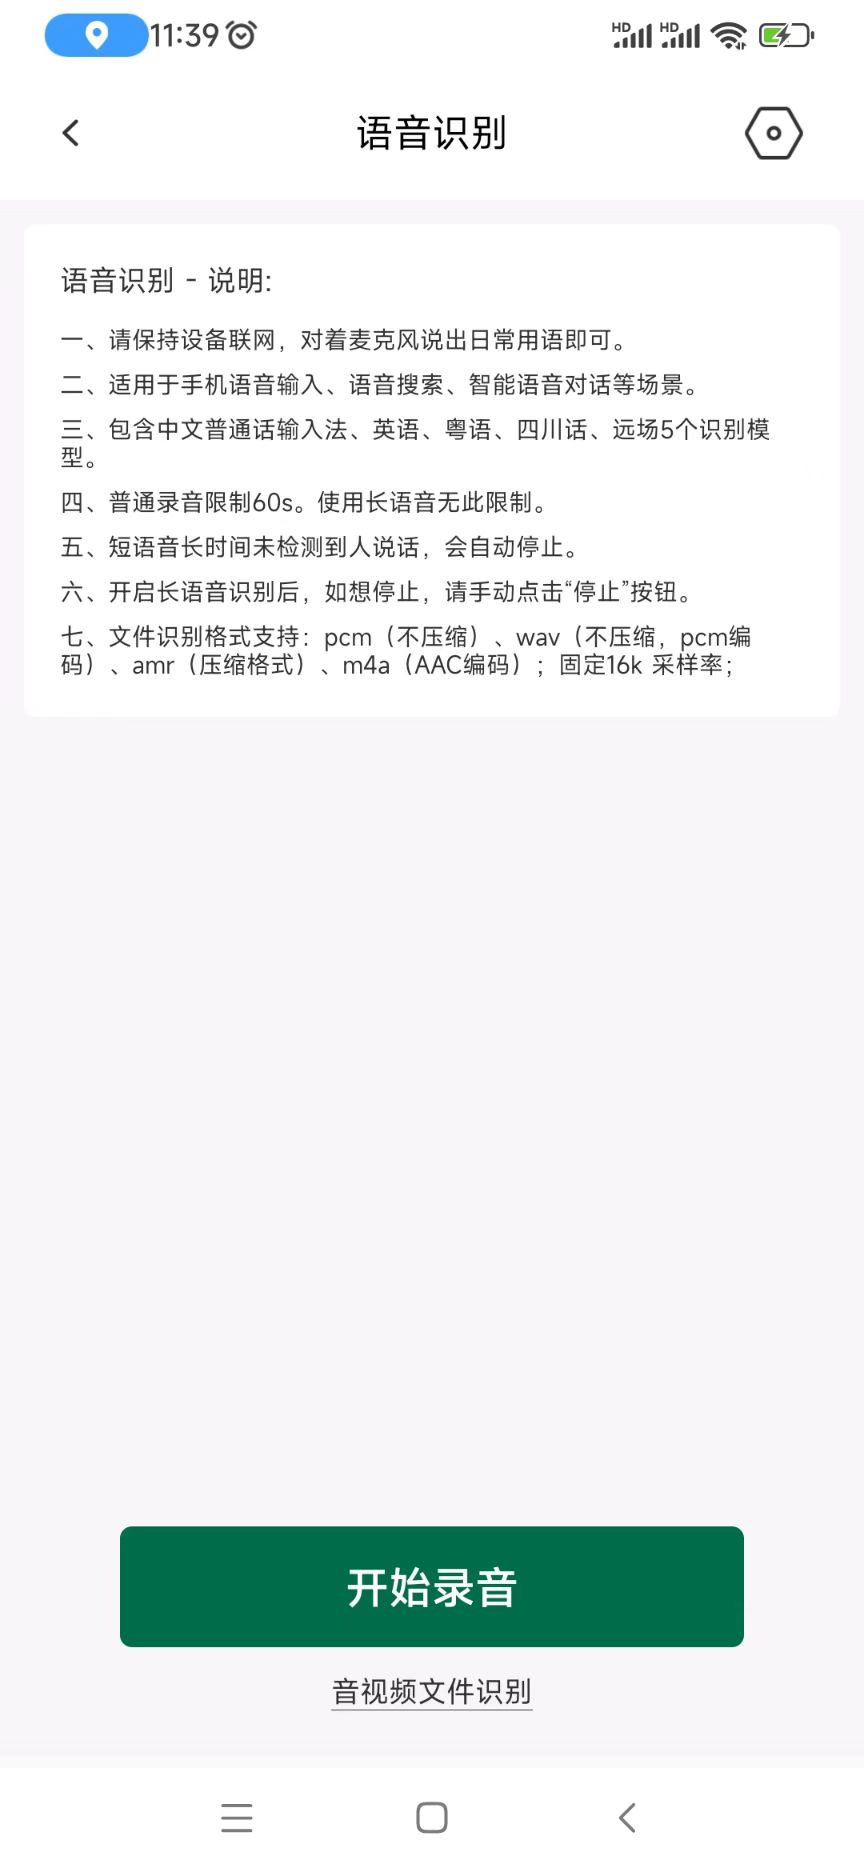 11:39
HD HD
语音识别
语音识别 - 说明:
一、请保持设备联网，对着麦克风说出日常用语即可。
二、适用于手机语音输入、语音搜索、智能语音对话等场景。
三、包含中文普通话输入法、英语、粤语、四川话、远场5个识别模
型。
四、普通录音限制60s。使用长语音无此限制。
五、短语音长时间未检测到人说话，会自动停止。
六、开启长语音识别后，如想停止，请手动点击“停止”按钮。
七、文件识别格式支持：pcm（不压缩）、wav（不压缩，pcm编
码）、amr（压缩格式）、m4a（AAC编码）；固定16k 采样率；
开始录音
音视频文件识别